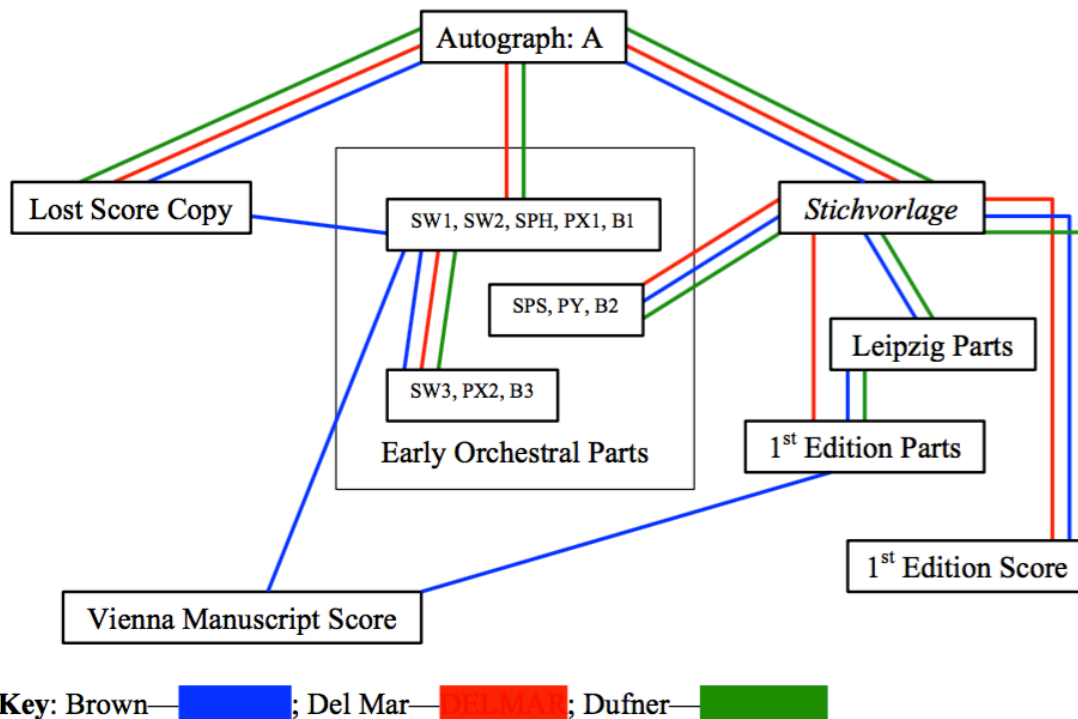 Autograph: A
Lost Score Copy
SW1, SW2, SPH, PX1, B1
Stichvorlage
SPS, PY, B2
Leipzig Parts
SW3, PX2, B3
1st Edition Parts
Early Orchestral Parts
1st Edition Score
Vienna Manuscript Score
Key: Brown—; Del Mar—DELMAR; Dufner—